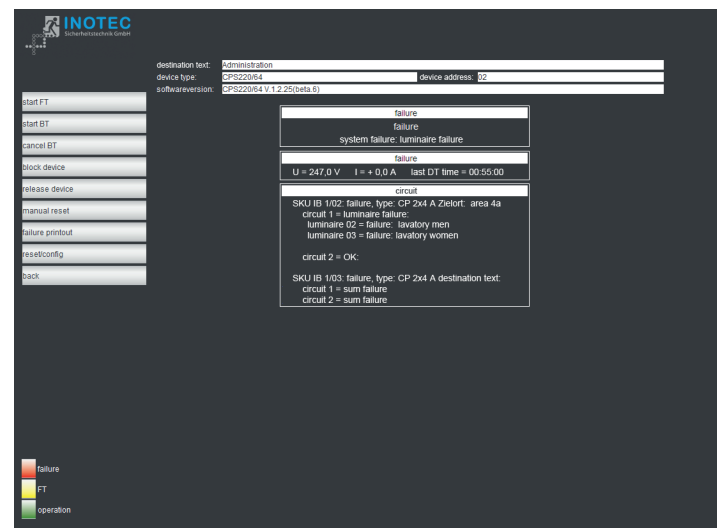 INOTEC
Sicherheitstechnik GmbH
destination text: Administration
device type: CPS220/64 device address: 02
softwareversion: CPS220/64 V.1.2.25(beta.6)
start FT
start BT
cancel BT
block device
release device
manual reset
failure printout
reset/config
back
failure
failure
system failure: luminaire failure
failure
U = 247,0 V I = + 0,0 A last DT time = 00:55:00
circuit
SKU IB 1/02: failure, type: CP 2x4 A Zielort: area 4a
circuit 1 = luminaire failure:
luminaire 02 = failure: lavatory men
luminaire 03 = failure: lavatory women
circuit 2 = OK:
SKU IB 1/03: failure, type: CP 2x4 A destination text:
circuit 1 = sum failure
circuit 2 = sum failure
failure
FT
operation